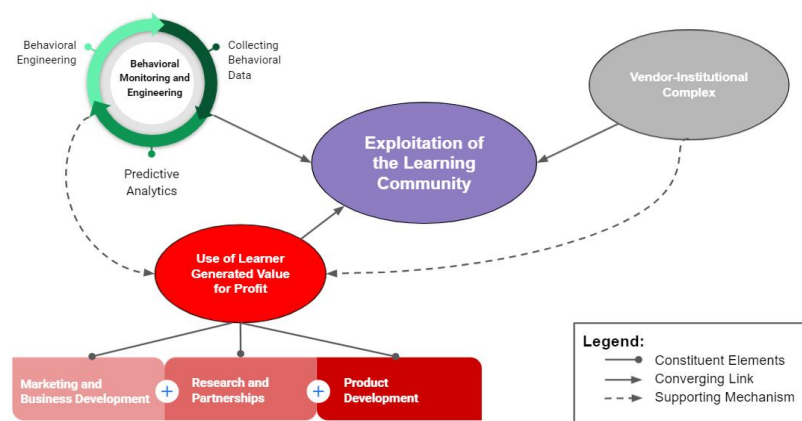 Behavioral
Engineering
Behavioral
Monitoring and
Engineering
Collecting
Behavioral
Data
Predictive
Analytics
Vendor-Institutional
Complex
Exploitation of
the Learning
Community
Use of Learner
Generated Value
for Profit
Marketing and
Business Development
+
Research and
Partnerships
+
Product
Development
Legend:
Constituent Elements
Converging Link
Supporting Mechanism